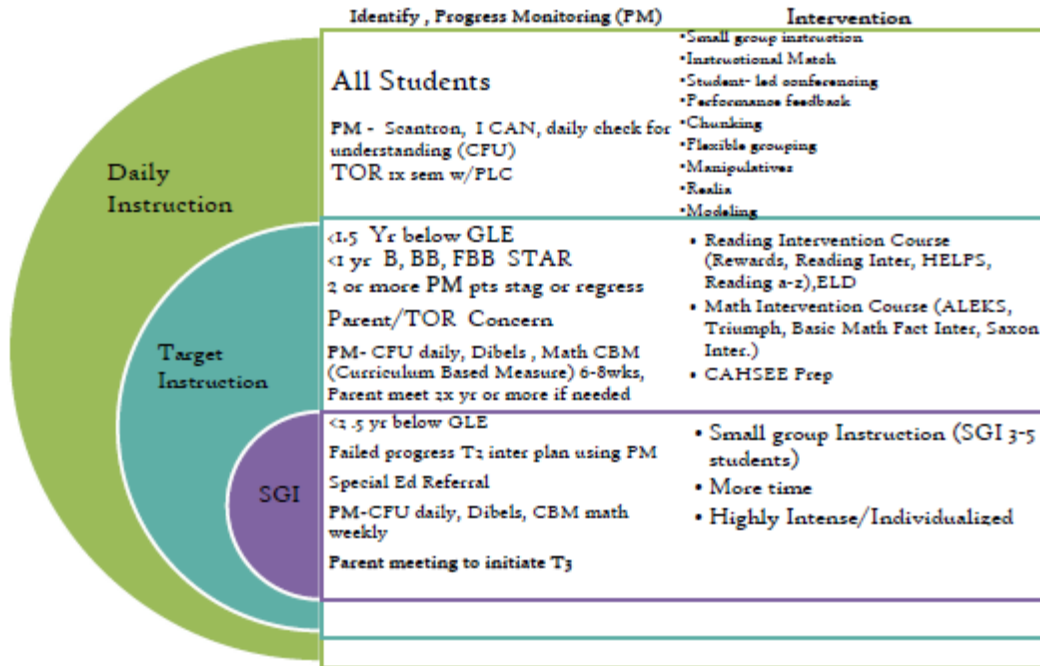 Identify , Progress Monitoring (PM)
Intervention
Daily
Instruction
All Students
PM - Scantron, I CAN, daily check for
understanding (CFU)
TOR 1x sem w/PLC
•Small group instruction
•Instructional Match
•Student- led conferencing
•Performance feedback
•Chunking
•Flexible grouping
•Manipulatives
•Realia
•Modeling
Target
Instruction
<1.5 Yr below GLE
<1 yr B, BB, FBB STAR
2 or more PM pts stag or regress
Parent/TOR Concern
PM- CFU daily, Dibels , Math CBM
(Curriculum Based Measure) 6-8wks,
Parent meet 2x yr or more if needed
• Reading Intervention Course
(Rewards, Reading Inter, HELPS,
Reading a-z),ELD
• Math Intervention Course (ALEKS,
Triumph, Basic Math Fact Inter, Saxon
Inter.)
• CAHSEE Prep
SGI
<2 .5 yr below GLE
Failed progress T2 inter plan using PM
Special Ed Referral
PM-CFU daily, Dibels, CBM math
weekly
Parent meeting to initiate T3
• Small group Instruction (SGI 3-5
students)
• More time
• Highly Intense/Individualized